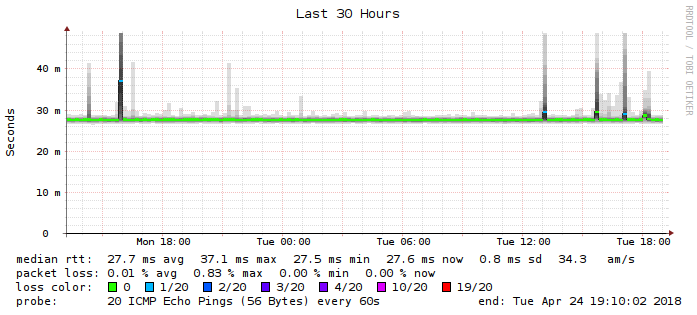 Last 30 Hours
RRDTOOL / TOBI OETIKER
Seconds
40 m
30 m
20 m
10 m
0
Mon 18:00 Tue 00:00 Tue 06:00 Tue 12:00 Tue 18:00
median rtt: 27.7 ms avg 37.1 ms max 27.5 ms min 27.6 ms now 0.8 ms sd 34.3 am/s
packet loss: 0.01 % avg 0.83 % max 0.00 % min 0.00 % now
loss color: 0 1/20 2/20 3/20 4/20 10/20 19/20
probe: 20 ICMP Echo Pings (56 Bytes) every 60s end: Tue Apr 24 19:10:02 2018